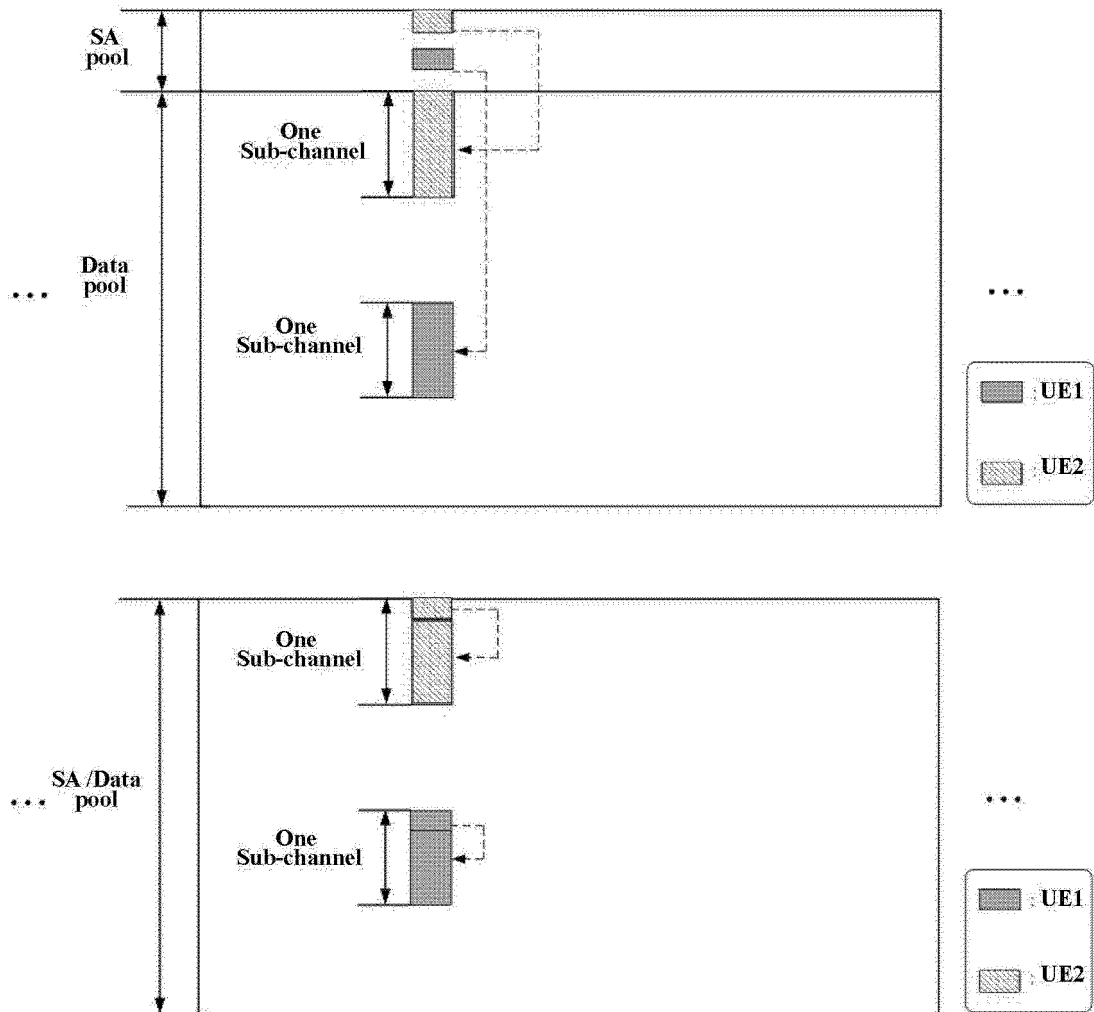 SA
pool
One
Sub-channel
Data
pool
...
...
One
Sub-channel
UE1
UE2
One
Sub-channel
SA /Data
pool
...
...
One
Sub-channel
UE1
UE2